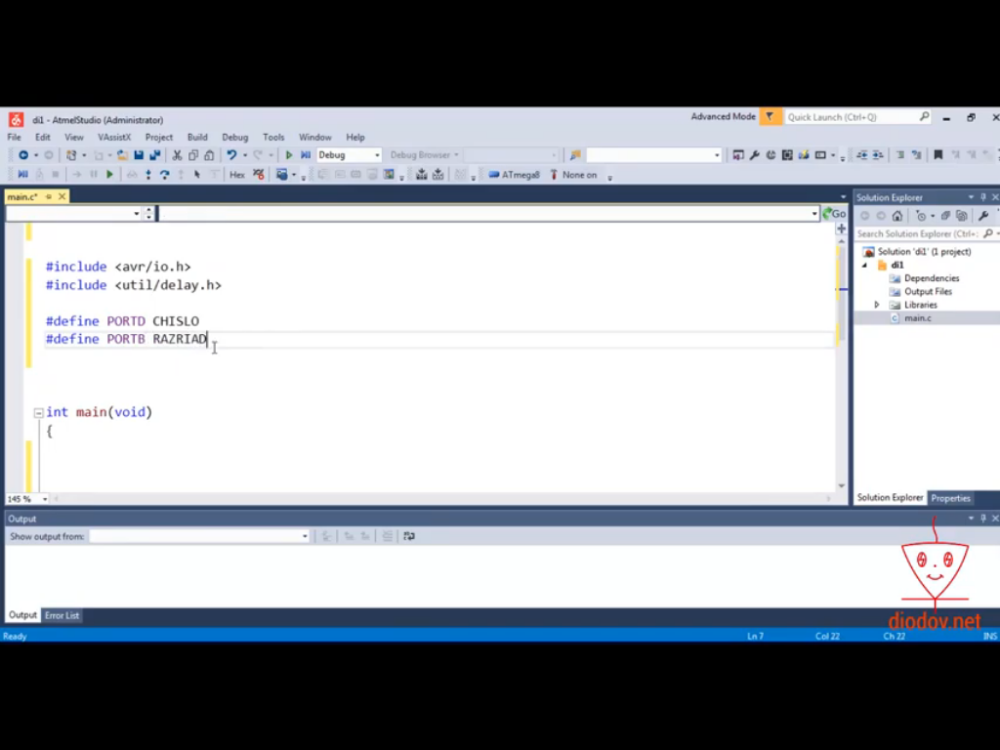 di1 - AtmelStudio (Administrator)
Advanced Mode
Quick Launch (Ctrl+Q)
File Edit View VAssistX Project Build Debug Tools Window Help
Debug
Debug Browser
Hex
ATmega8
None on
main.c*
Go
#include <avr/io.h>
#include <util/delay.h>
#define PORTD CHISLO
#define PORTB RAZRIAD
int main(void)
{
145 %
Solution Explorer
Search Solution Explorer (Ctrl+;
Solution 'di1' (1 project)
di1
Dependencies
Output Files
Libraries
main.c
Solution Explorer Properties
Output
Show output from:
Output Error List
diodov.net
Ready
Ln 7
Col 22
Ch 22
INS